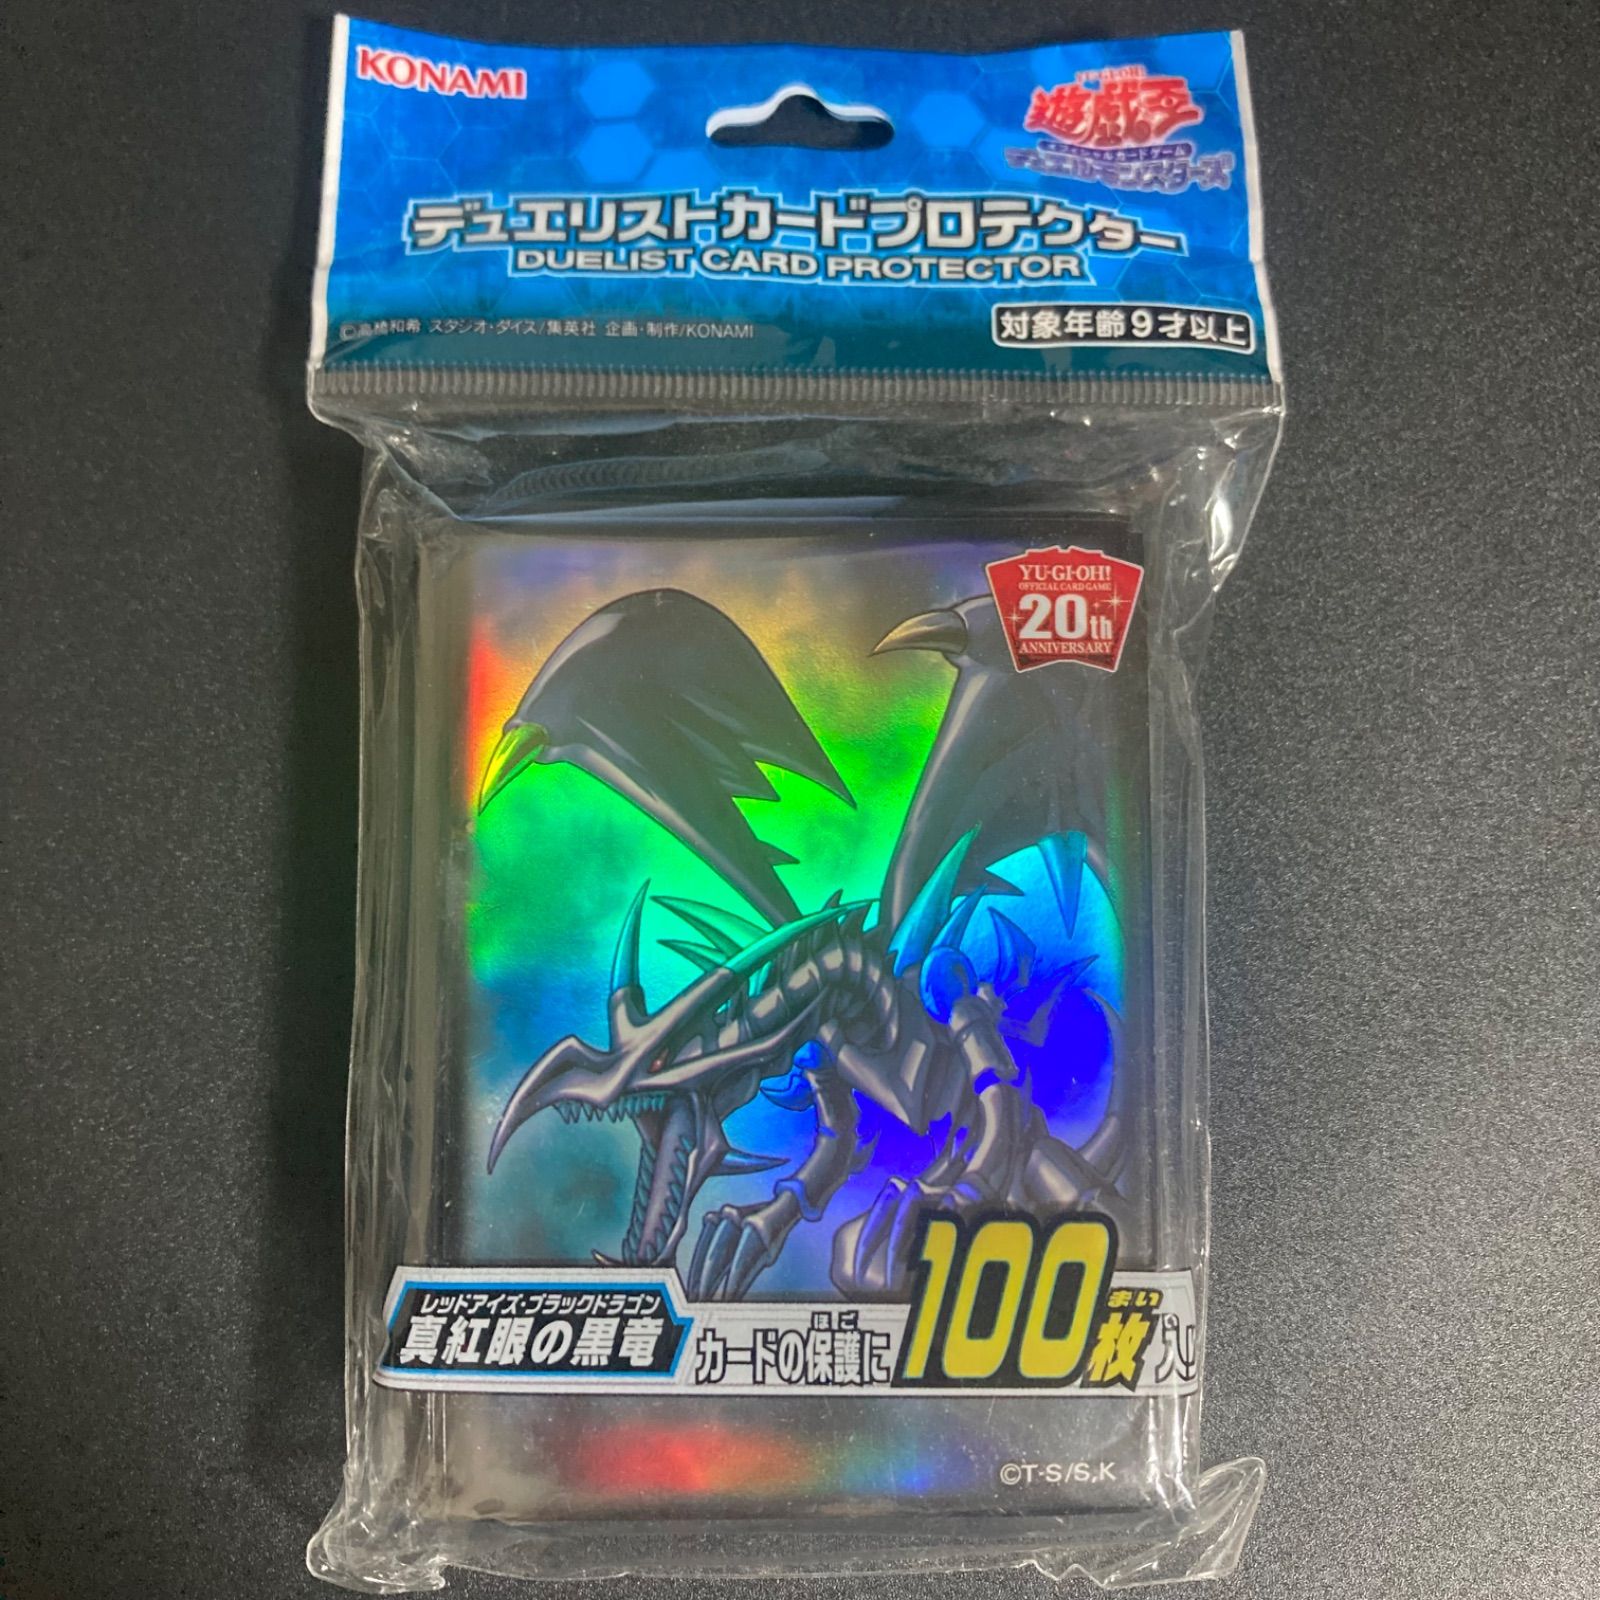 KONAMI
YU-GI-OH!
遊戯王
オフィシャルカードゲーム
デュエルモンスターズ
デュエリストカードプロテクター
DUELIST CARD PROTECTOR
©高橋和希 スタジオ・ダイス/集英社 企画・制作/KONAMI
対象年齢9才以上
YU-GI-OH!
OFFICIAL CARD GAME
20th
ANNIVERSARY
レッドアイズ・ブラックドラゴン
真紅眼の黒竜
ほご
まい
カードの保護に100枚入り
©T-S/S,K